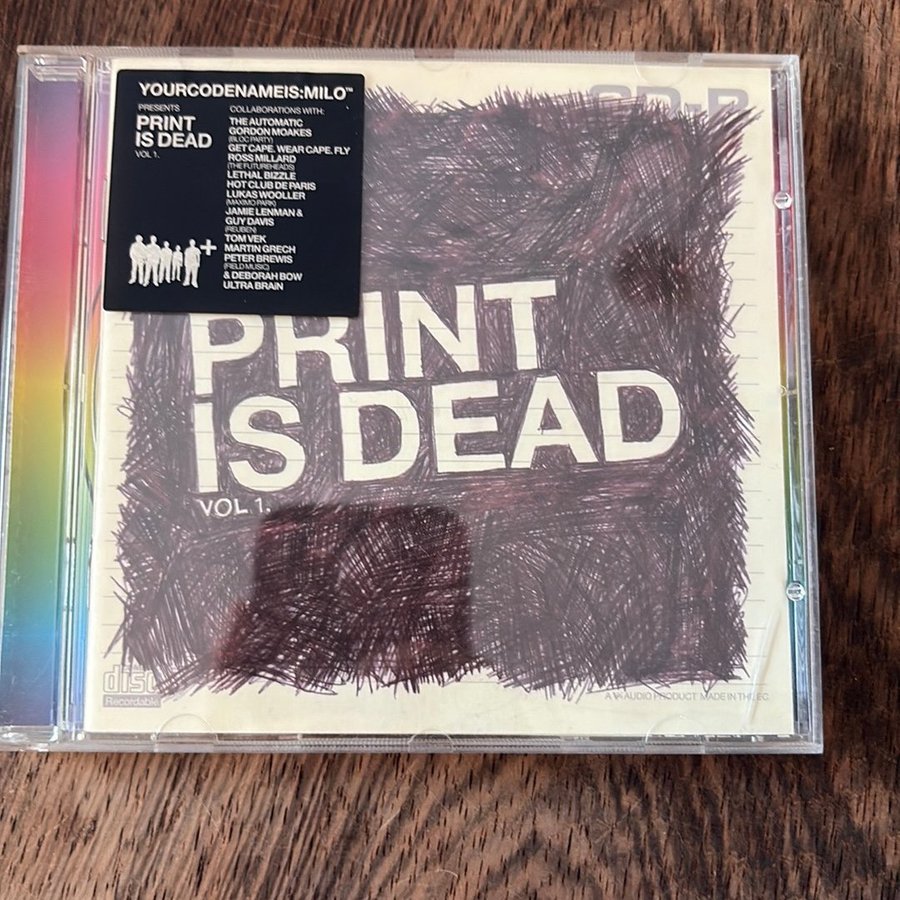 YOURCODENAMEIS:MILO™
PRESENTS
PRINT
IS DEAD
VOL 1.
COLLABORATIONS WITH:
THE AUTOMATIC
GORDON MOAKES
(BLOC PARTY)
GET CAPE. WEAR CAPE. FLY
ROSS MILLARD
(THE FUTUREHEADS)
LETHAL BIZZLE
HOT CLUB DE PARIS
LUKAS WOOLLER
(MAXIMO PARK)
JAMIE LENMAN &
GUY DAVIS
(REUBEN)
TOM VEK
MARTIN GRECH
PETER BREWIS
(FIELD MUSIC)
& DEBORAH BOW
ULTRA BRAIN
CD-R
PRINT
IS DEAD
VOL 1.
disc
Recordable
AUDIO PRODUCT MADE IN THE EC.